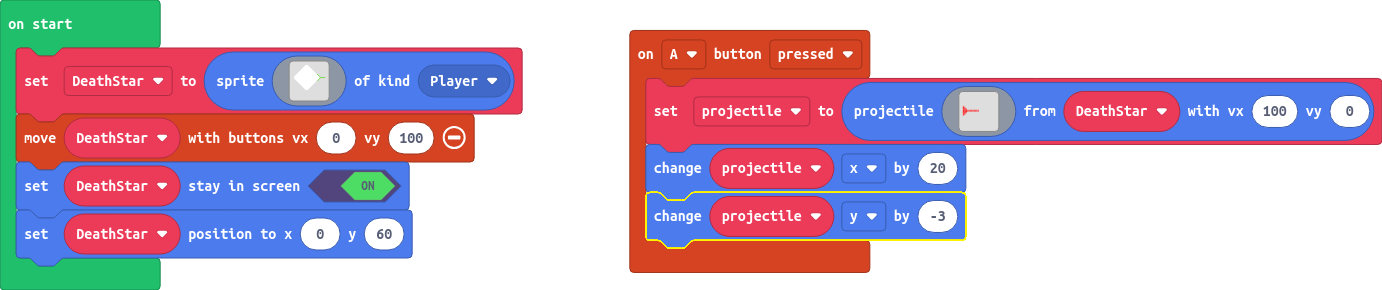 on start
set DeathStar to sprite of kind Player
move DeathStar with buttons vx 0 vy 100
set DeathStar stay in screen ON
set DeathStar position to x 0 y 60
on A button pressed
set projectile to projectile from DeathStar with vx 100 vy 0
change projectile x by 20
change projectile y by -3